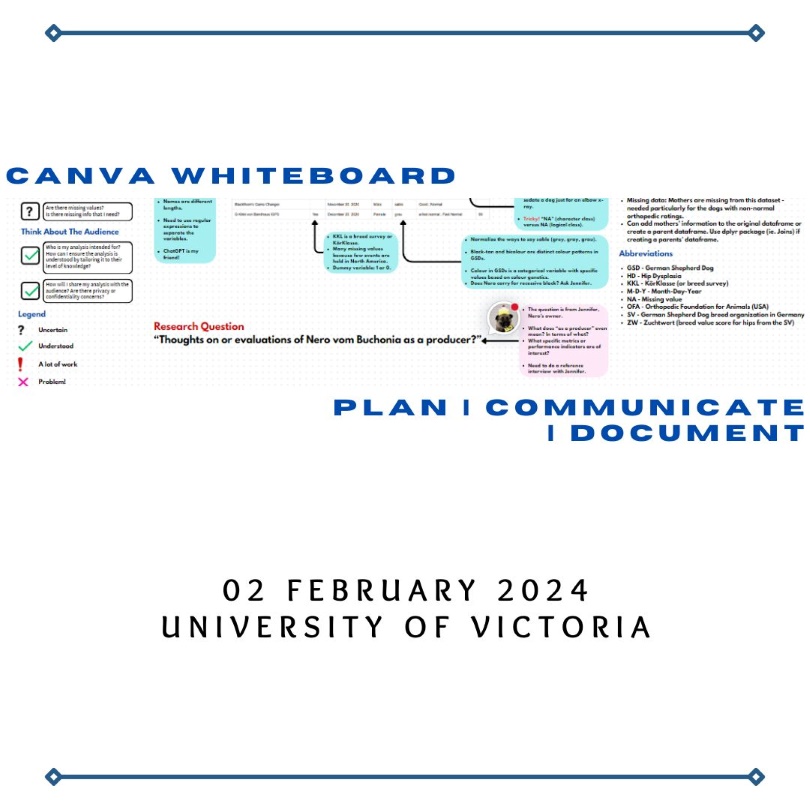 CANVA WHITEBOARD
?
Are there missing values?
Is there missing info that I need?
Think About The Audience
Who is my analysis intended for?
How can I ensure the analysis is
understood by tailoring it to their
level of knowledge?
How will I share my analysis with the
audience? Are there privacy or
confidentiality concerns?
Legend
? Uncertain
Understood
A lot of work
Problem!
Names are different
lengths.
Need to use regular
expressions to
separate the
variables.
ChatGPT is my
friend!
December 22, 2020
Yes December 22, 2020 Female grey
KKL is a breed survey or
KörKlasse.
Many missing values
because few events are
held in North America.
Dummy variable: 1 or 0.
sedate a dog just for an elbow x-
ray.
Tricky! "NA" (character class)
versus NA (logical class).
Normalize the ways to say sable (grey, gray, grau).
Black-tan and bicolour are distinct colour patterns in
GSDs.
Colour in GSDs is a categorical variable with specific
values based on colour genetics.
Does Nero carry for recessive black? Ask Jennifer.
Research Question
“Thoughts on or evaluations of Nero vom Buchonia as a producer?”
The question is from Jennifer,
Nero's owner.
What does "as a producer" even
mean? In terms of what?
What specific metrics or
performance indicators are of
interest?
Need to do a reference
interview with Jennifer.
Missing data: Mothers are missing from this dataset -
needed particularly for the dogs with non-normal
orthopedic ratings.
Can add mothers' information to the original dataframe or
create a parent dataframe. Use dplyr package (ie. Joins) if
creating a parents' dataframe.
Abbreviations
GSD - German Shepherd Dog
HD - Hip Dysplasia
KKL - KörKlasse (or breed survey)
M-D-Y - Month-Day-Year
NA - Missing value
OFA - Orthopedic Foundation for Animals (USA)
SV - German Shepherd Dog breed organization in Germany
ZW - Zuchtwert (breed value score for hips from the SV)
PLAN | COMMUNICATE
| DOCUMENT
02 FEBRUARY 2024
UNIVERSITY OF VICTORIA